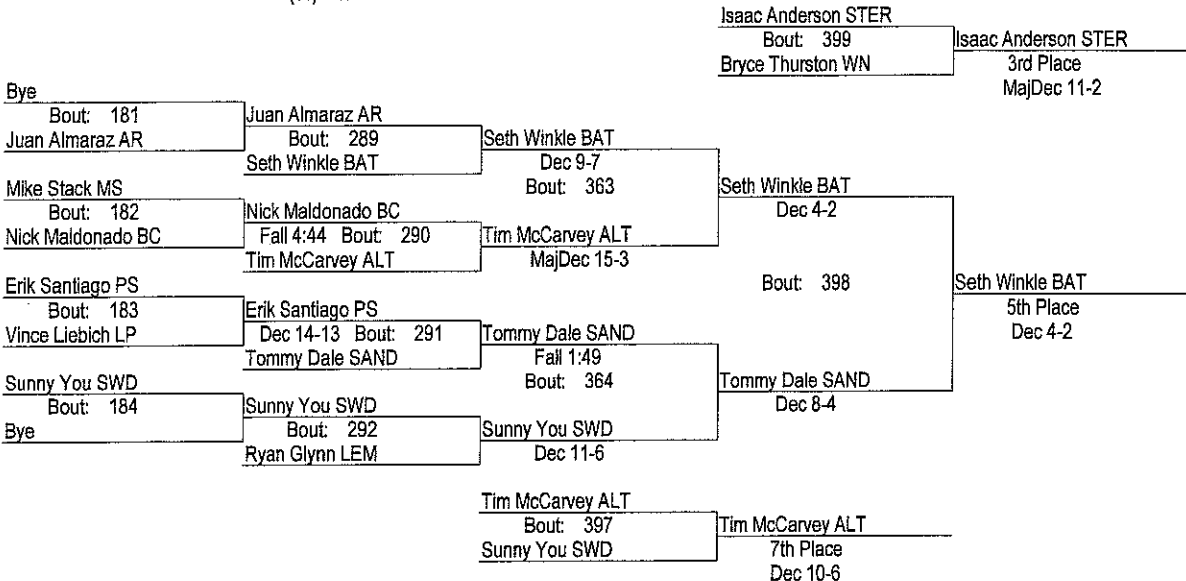 Isaac Anderson STER
Bout: 399
Bryce Thurston WN
Isaac Anderson STER
3rd Place
MajDec 11-2
Bye
Bout: 181
Juan Almaraz AR
Juan Almaraz AR
Bout: 289
Seth Winkle BAT
Seth Winkle BAT
Dec 9-7
Bout: 363
Seth Winkle BAT
Dec 4-2
Mike Stack MS
Bout: 182
Nick Maldonado BC
Nick Maldonado BC
Fall 4:44 Bout: 290
Tim McCarvey ALT
Tim McCarvey ALT
MajDec 15-3
Bout: 398
Seth Winkle BAT
5th Place
Dec 4-2
Erik Santiago PS
Bout: 183
Vince Liebich LP
Erik Santiago PS
Dec 14-13 Bout: 291
Tommy Dale SAND
Tommy Dale SAND
Fall 1:49
Bout: 364
Tommy Dale SAND
Dec 8-4
Sunny You SWD
Bout: 184
Bye
Sunny You SWD
Bout: 292
Ryan Glynn LEM
Sunny You SWD
Dec 11-6
Tim McCarvey ALT
Bout: 397
Sunny You SWD
Tim McCarvey ALT
7th Place
Dec 10-6